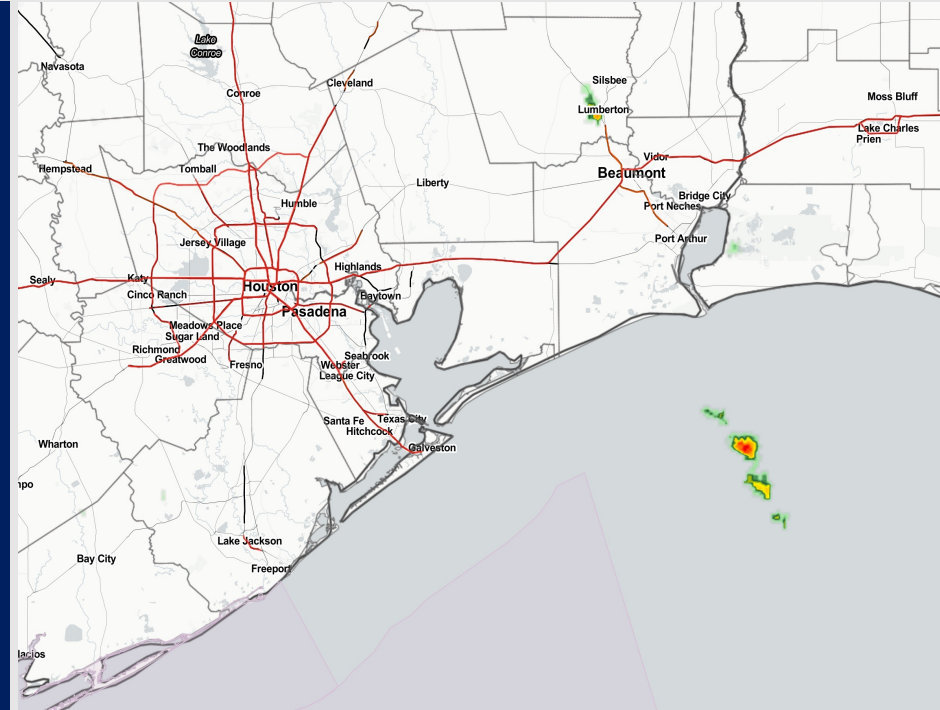 Lake
Conroe
Navasota
Silsbee
Cleveland
Conroe
Moss Bluff
Lumberton
Lake Charles
Prien
The Woodlands
Vidor
Hempstead
Tomball
Beaumont
Liberty
Bridge City
Humble
Port Neches
Jersey Village
Port Arthur
Highlands
Sealy
Katy
Houston
Cinco Ranch
Baytown
Pasadena
Meadows Place
Sugar Land
Richmond
Greatwood
Seabrook
Fresno
Webster
League City
Santa Fe
Texas City
Hitchcock
Wharton
Galveston
npo
Lake Jackson
Bay City
Freeport
lacios